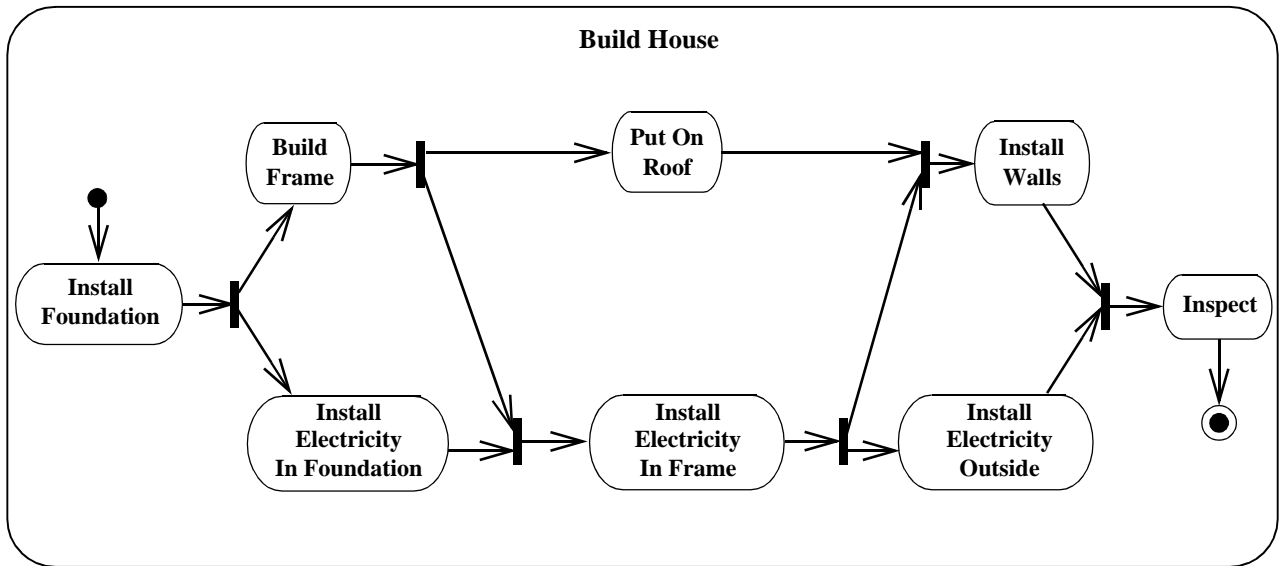 Build House
Build
Frame
Put On
Roof
Install
Walls
Install
Foundation
Inspect
Install
Electricity
In Foundation
Install
Electricity
In Frame
Install
Electricity
Outside